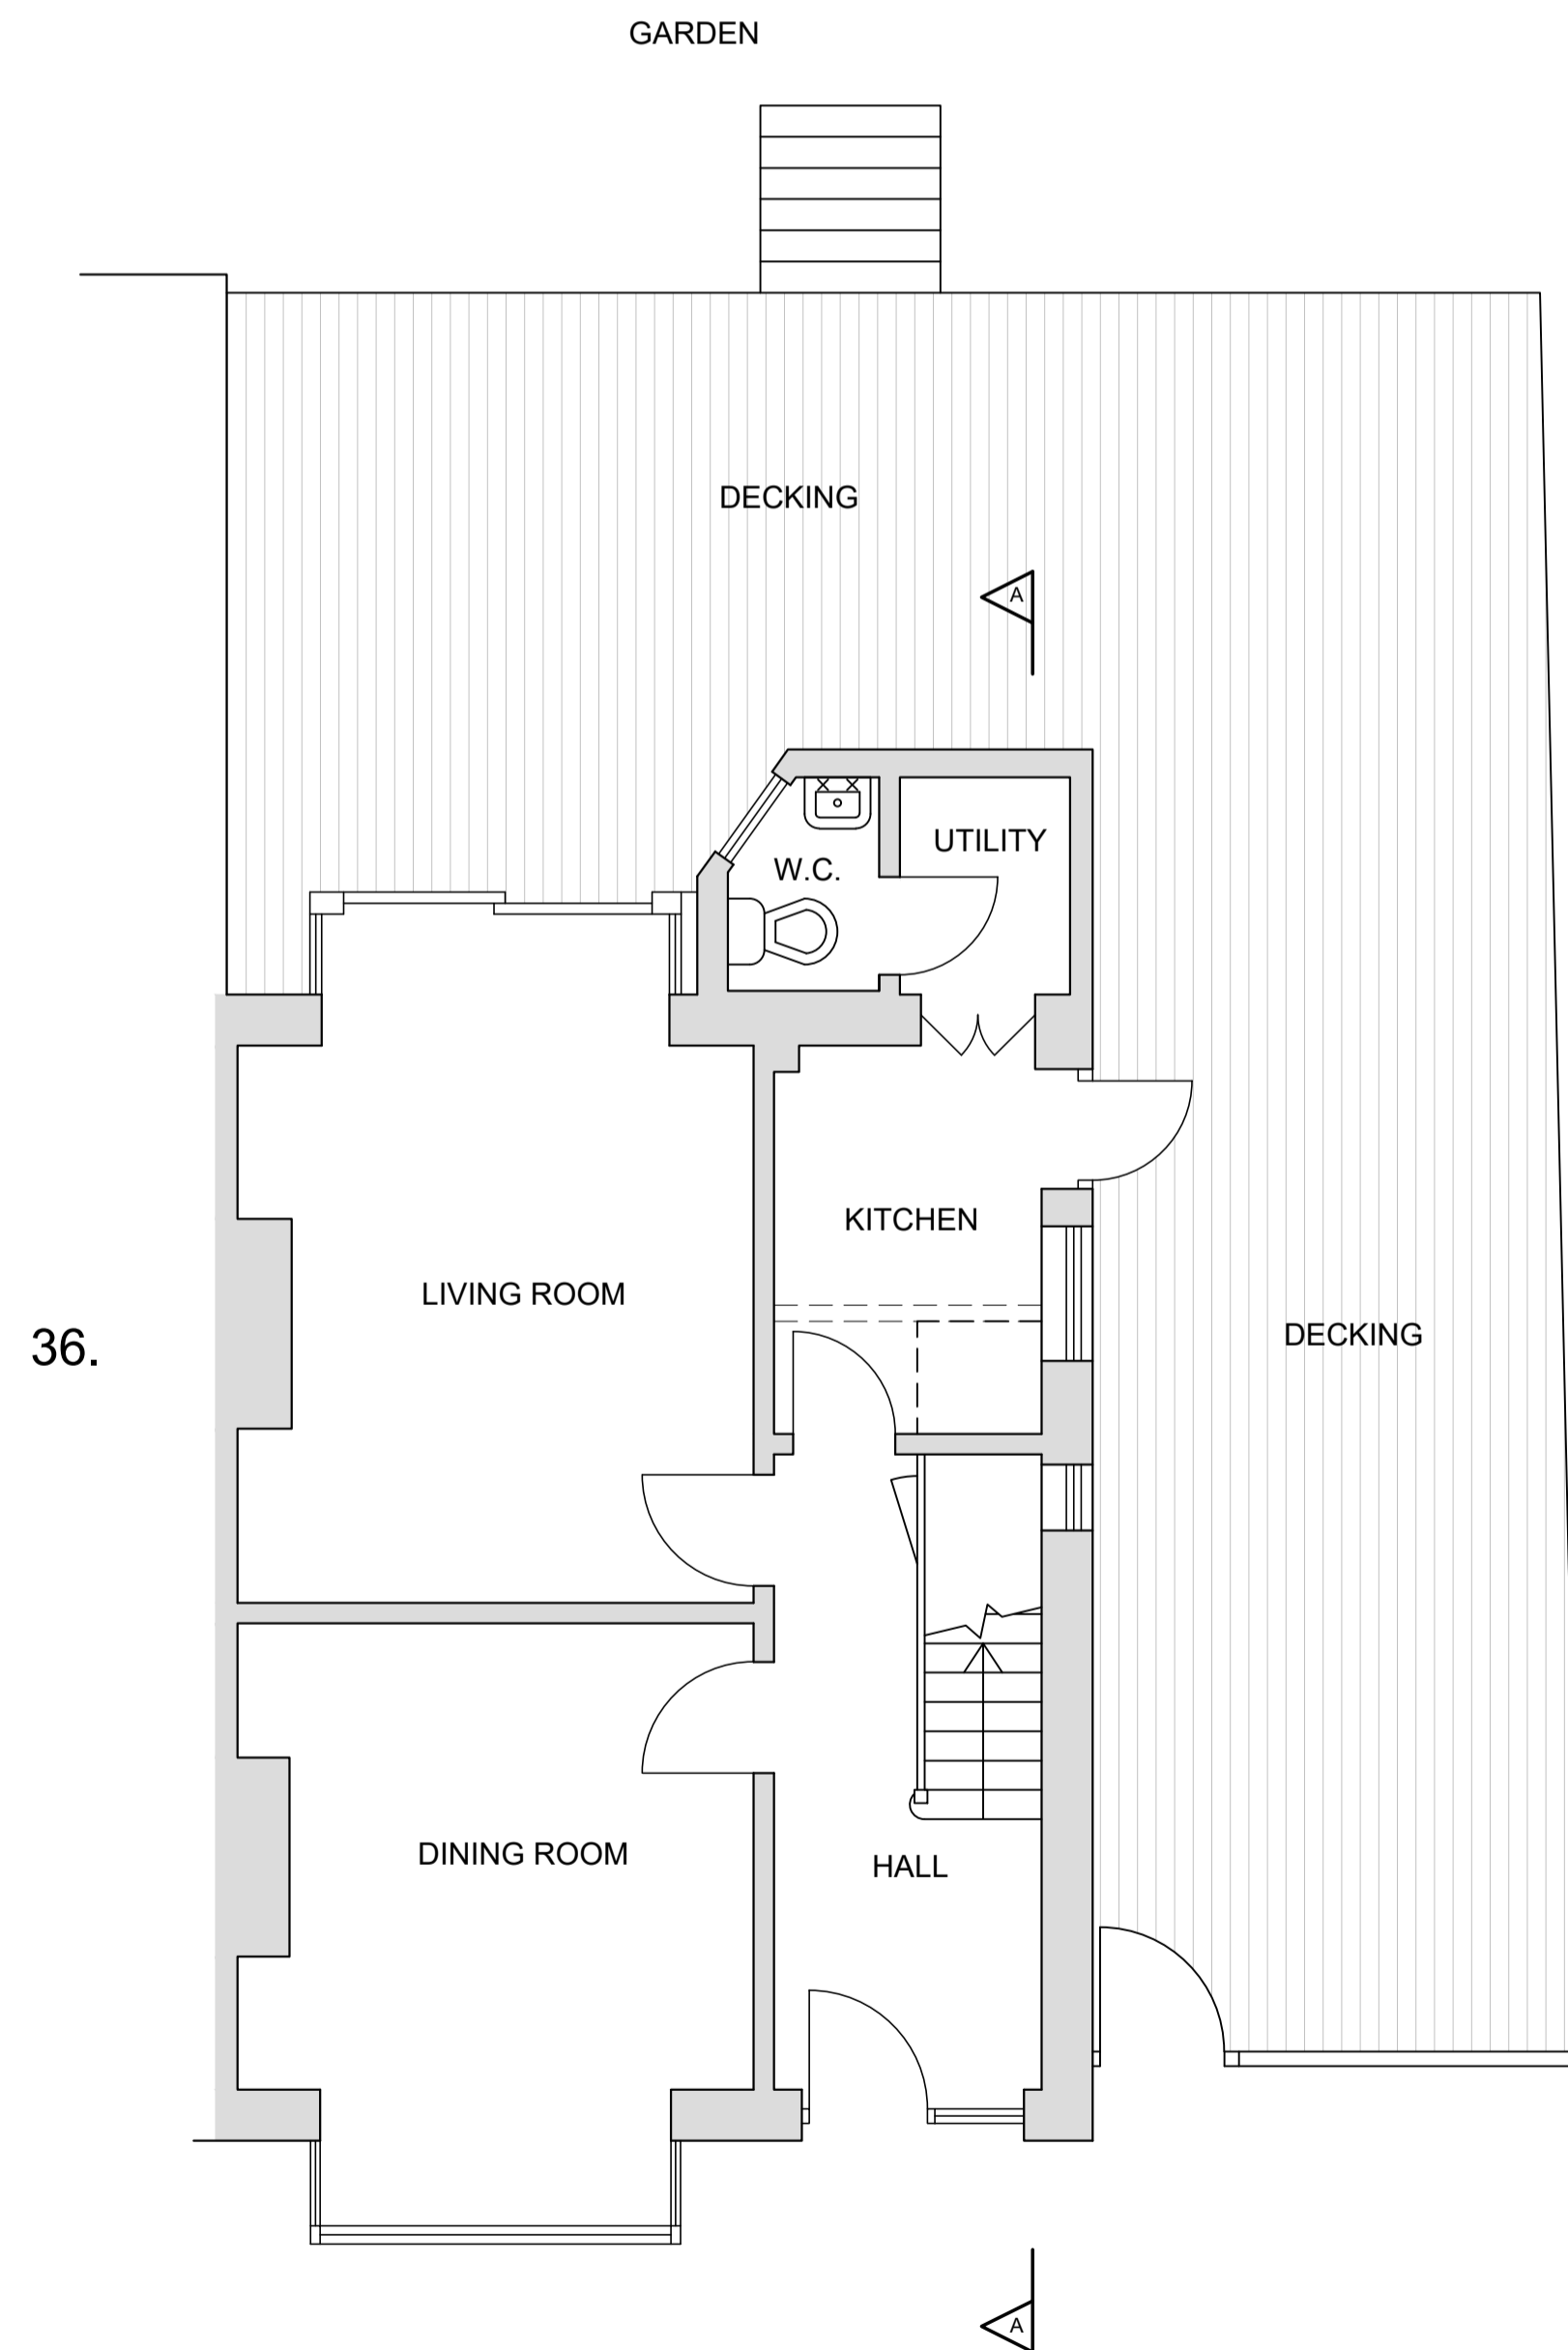 GARDEN
DECKING
A
UTILITY
W.C.
KITCHEN
LIVING ROOM
DECKING
36.
DINING ROOM
HALL
A